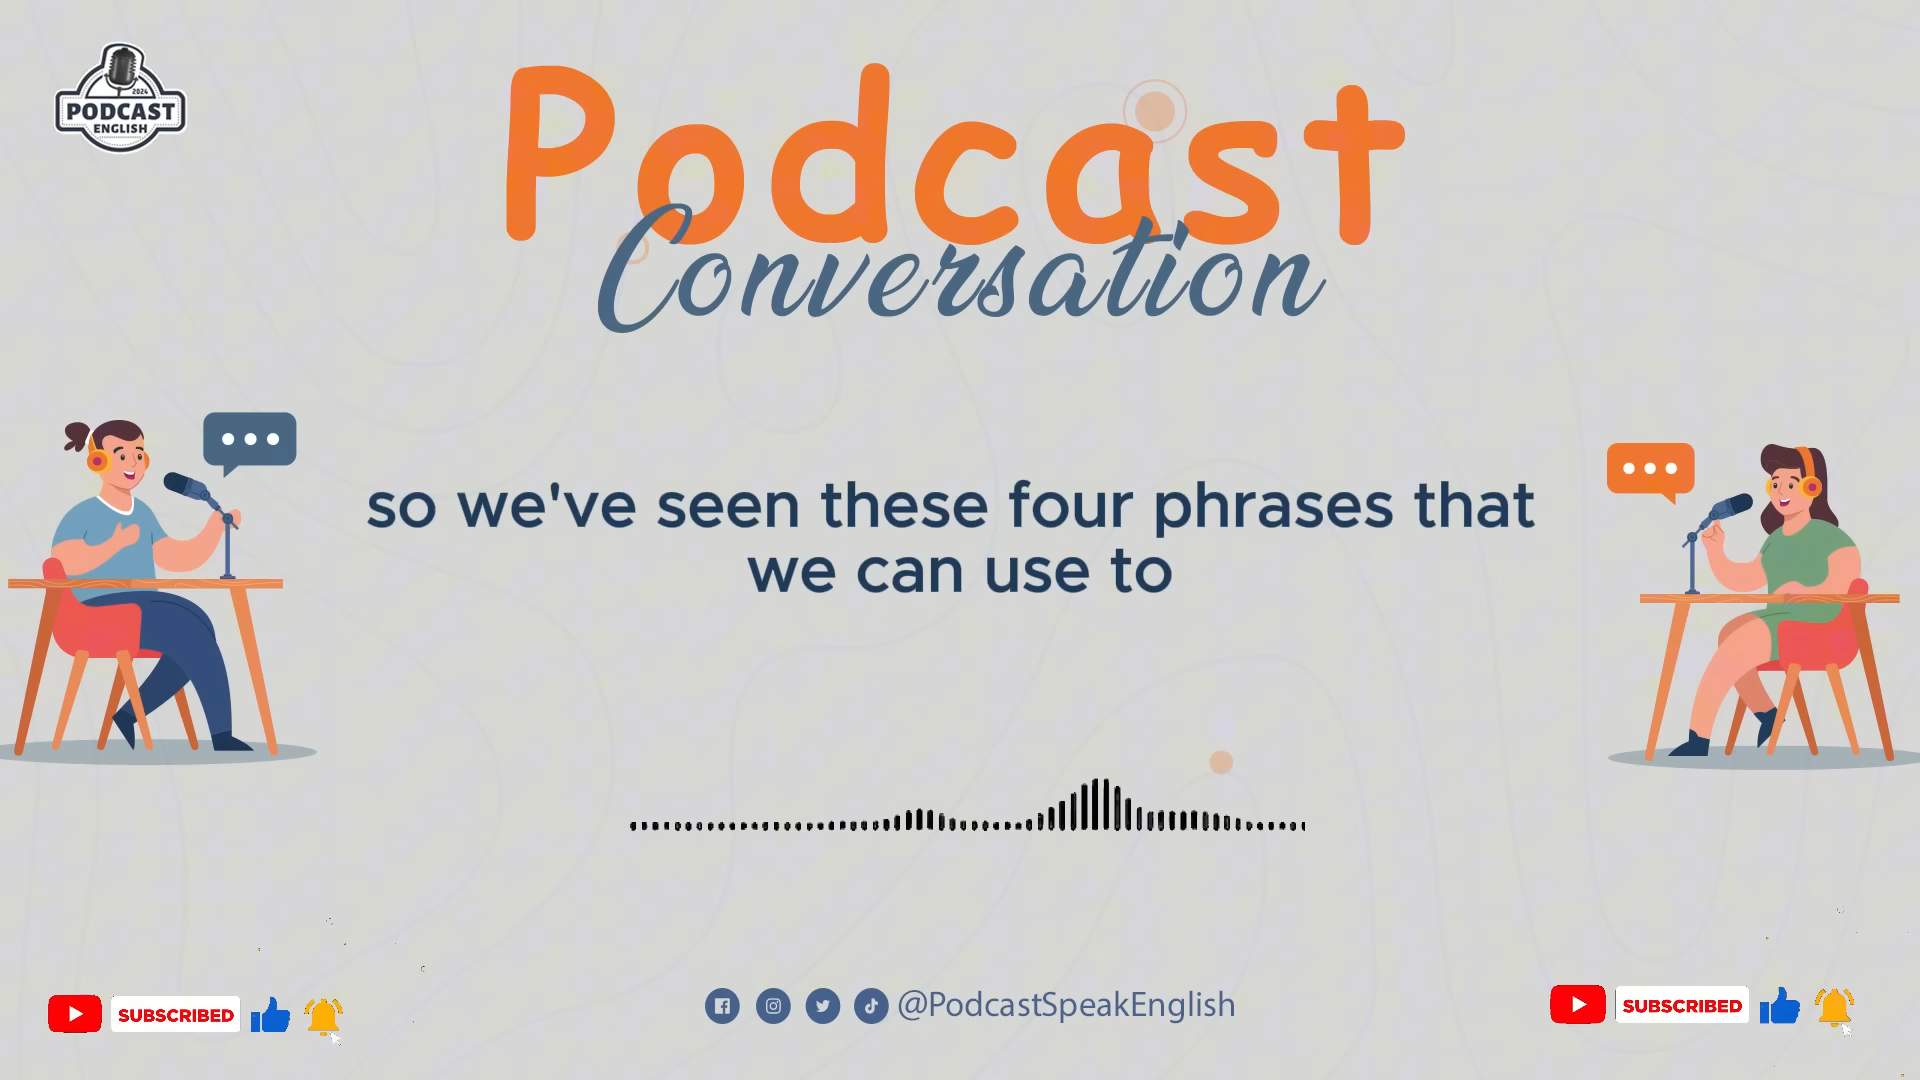 2024
PODCAST
ENGLISH
Podcast
Conversation
so we've seen these four phrases that
we can use to
SUBSCRIBED
@PodcastSpeakEnglish
SUBSCRIBED